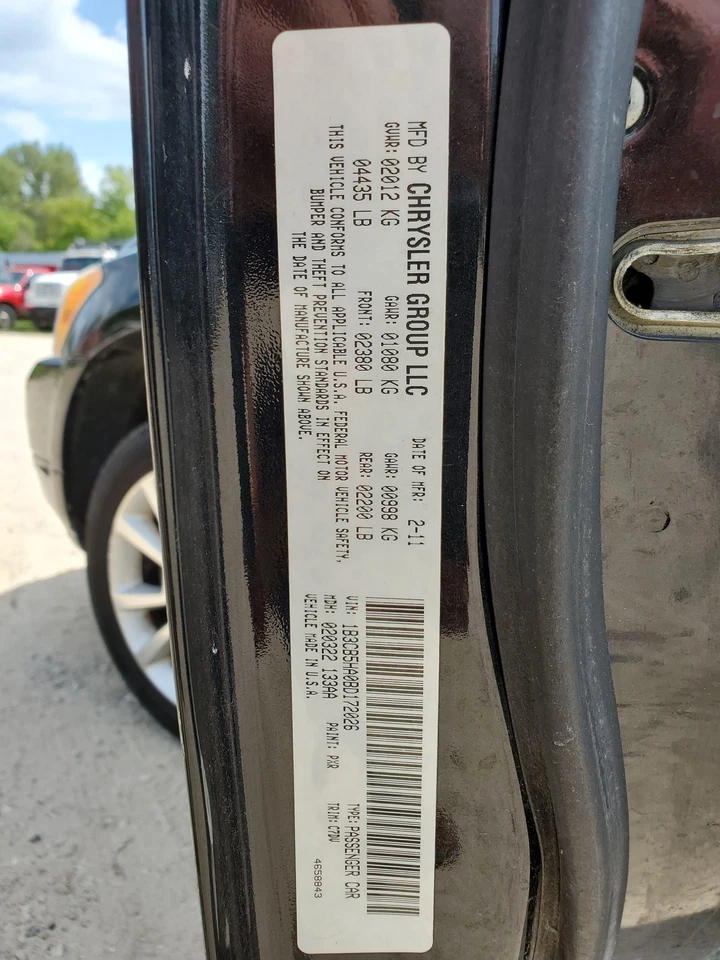 MFD BY CHRYSLER GROUP LLC DATE OF MFR: 2-11
GVWR: 02012 KG GAWR: 01080 KG GAWR: 00998 KG
04435 LB FRONT: 02380 LB REAR: 02200 LB
THIS VEHICLE CONFORMS TO ALL APPLICABLE U.S.A. FEDERAL MOTOR VEHICLE SAFETY,
BUMPER AND THEFT PREVENTION STANDARDS IN EFFECT ON
THE DATE OF MANUFACTURE SHOWN ABOVE.
VIN: 1B3CB5HA0BD172026 TYPE: PASSENGER CAR
MDH: 020322 133AA PAINT: PXR TRIM: C7DV
VEHICLE MADE IN U.S.A. 4658843